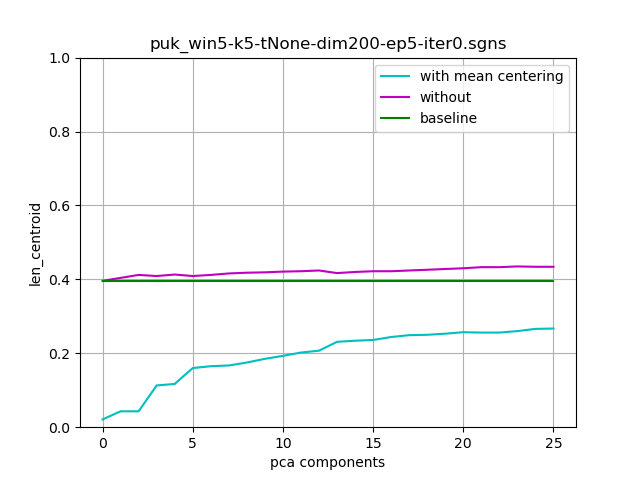 puk_win5-k5-tNone-dim200-ep5-iter0.sgns
with mean centering
without
baseline
len_centroid
1.0
0.8
0.6
0.4
0.2
0.0
0 5 10 15 20 25
pca components